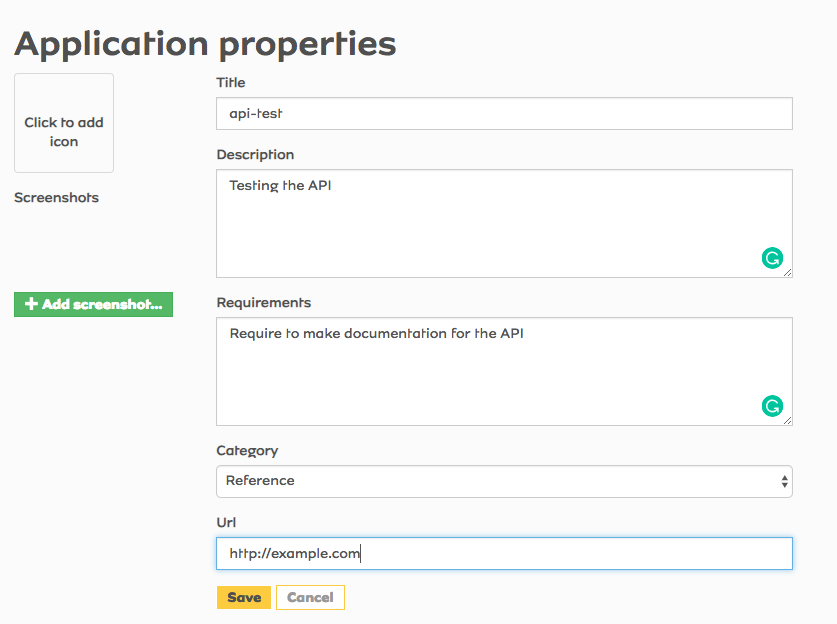 Application properties
Click to add
icon
Screenshots
+ Add screenshot...
Title
api-test
Description
Testing the API
Requirements
Require to make documentation for the API
Category
Reference
Url
http://example.com
Save
Cancel